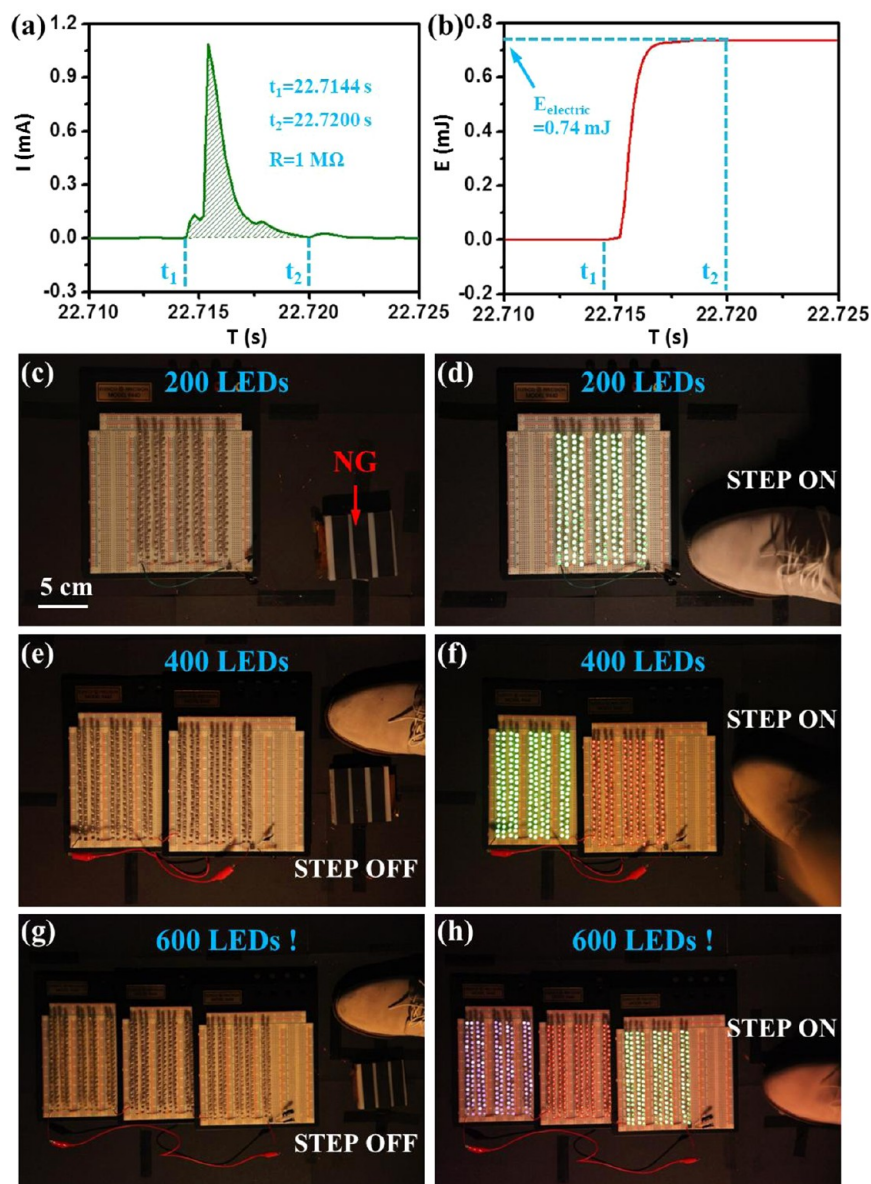 (a)
1.2
0.9
0.6
0.3
0.0
-0.3
I (mA)
t₁=22.7144 s
t₂=22.7200 s
R=1 MΩ
t₁
t₂
22.710
22.715
22.720
22.725
T (s)
(b)
0.8
0.6
0.4
0.2
0.0
-0.2
E (mJ)
E_electric
=0.74 mJ
t₁
t₂
22.710
22.715
22.720
22.725
T (s)
(c)
200 LEDs
NG
5 cm
(d)
200 LEDs
STEP ON
(e)
400 LEDs
STEP OFF
(f)
400 LEDs
STEP ON
(g)
600 LEDs !
STEP OFF
(h)
600 LEDs !
STEP ON